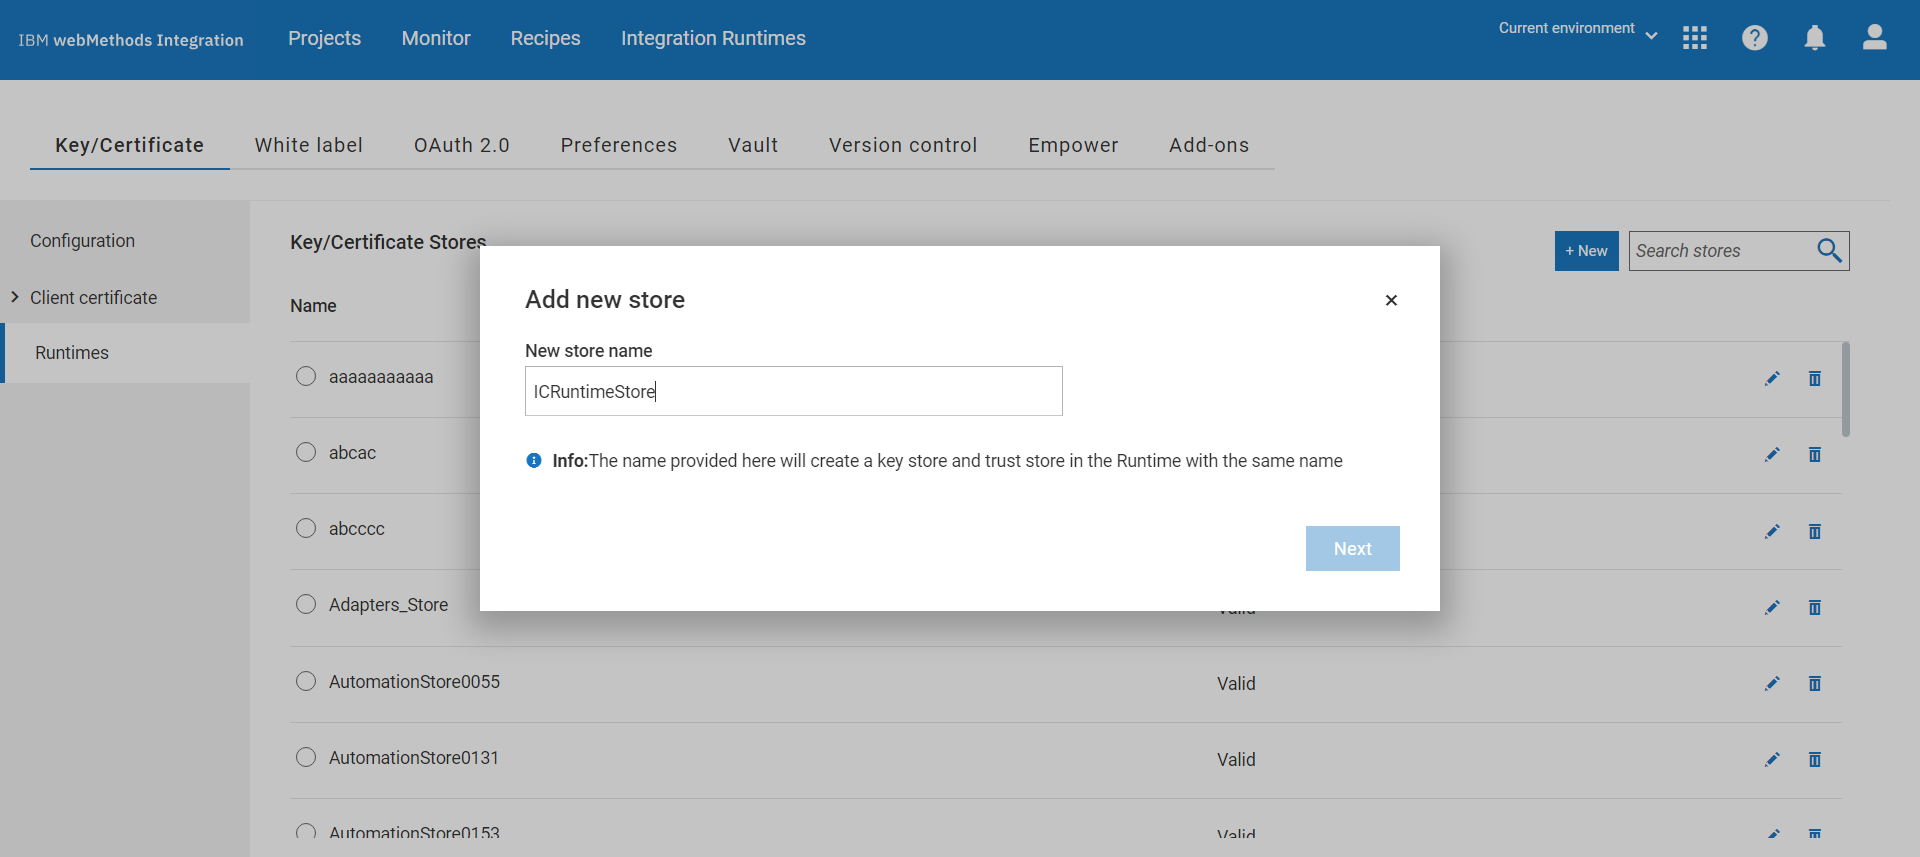 IBM webMethods Integration
Projects
Monitor
Recipes
Integration Runtimes
Current environment
Key/Certificate
White label
OAuth 2.0
Preferences
Vault
Version control
Empower
Add-ons
Configuration
Client certificate
Runtimes
Key/Certificate Stores
+ New
Search stores
Name
Add new store
×
New store name
ICRuntimeStore
Info:The name provided here will create a key store and trust store in the Runtime with the same name
Next
aaaaaaaaaaa
abcac
abcccc
Adapters_Store
Valid
AutomationStore0055
Valid
AutomationStore0131
Valid
AutomationStore0153
Valid